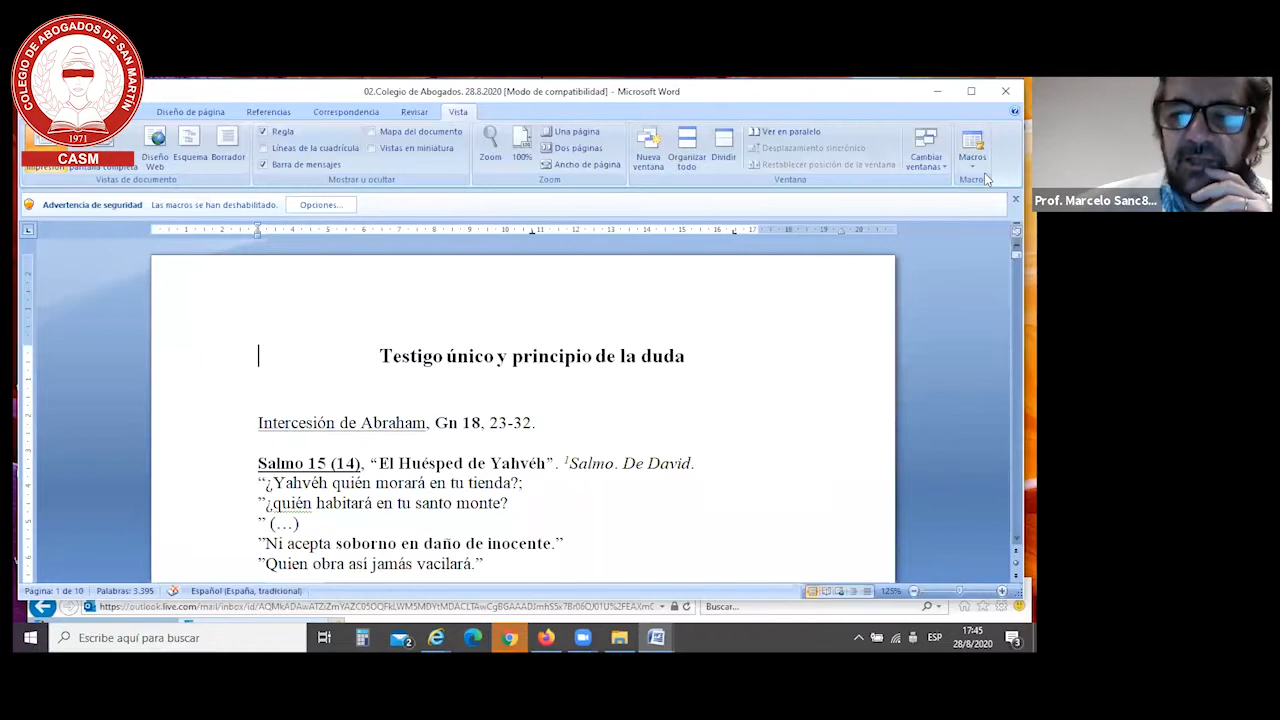 COLEGIO DE ABOGADOS DE SAN MARTÍN
1971
CASM
02.Colegio de Abogados. 28.8.2020 [Modo de compatibilidad] - Microsoft Word
Diseño de página Referencias Correspondencia Revisar Vista
Regla Mapa del documento Una página Ver en paralelo
Líneas de la cuadrícula Vistas en miniatura Dos páginas Desplazamiento sincrónico
Barra de mensajes Ancho de página Restablecer posición de la ventana
Diseño Web Esquema Borrador Zoom 100% Nueva ventana Organizar todo Dividir Cambiar ventanas Macros
impresión pantalla completa
Vistas de documento Mostrar u ocultar Zoom Ventana Macros
Advertencia de seguridad Las macros se han deshabilitado. Opciones...
Prof. Marcelo Sanc8...
Testigo único y principio de la duda
Intercesión de Abraham, Gn 18, 23-32.
Salmo 15 (14), “El Huésped de Yahvéh”. 1Salmo. De David.
“¿Yahvéh quién morará en tu tienda?;
”¿quién habitará en tu santo monte?
” (…)
”Ni acepta soborno en daño de inocente.”
”Quien obra así jamás vacilará.”
Página: 1 de 10 Palabras: 3.395 Español (España, tradicional) 125%
Buscar...
Escribe aquí para buscar
2
ESP
17:45
28/8/2020
3